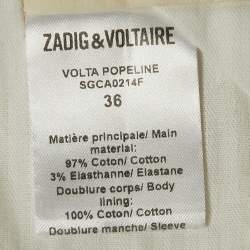 ZADIG & VOLTAIRE
VOLTA POPELINE
SGCA0214F
36
Matière principale/ Main
material:
97% Coton/ Cotton
3% Elasthanne/ Elastane
Doublure corps/ Body
lining:
100% Coton/ Cotton
Doublure manche/ Sleeve